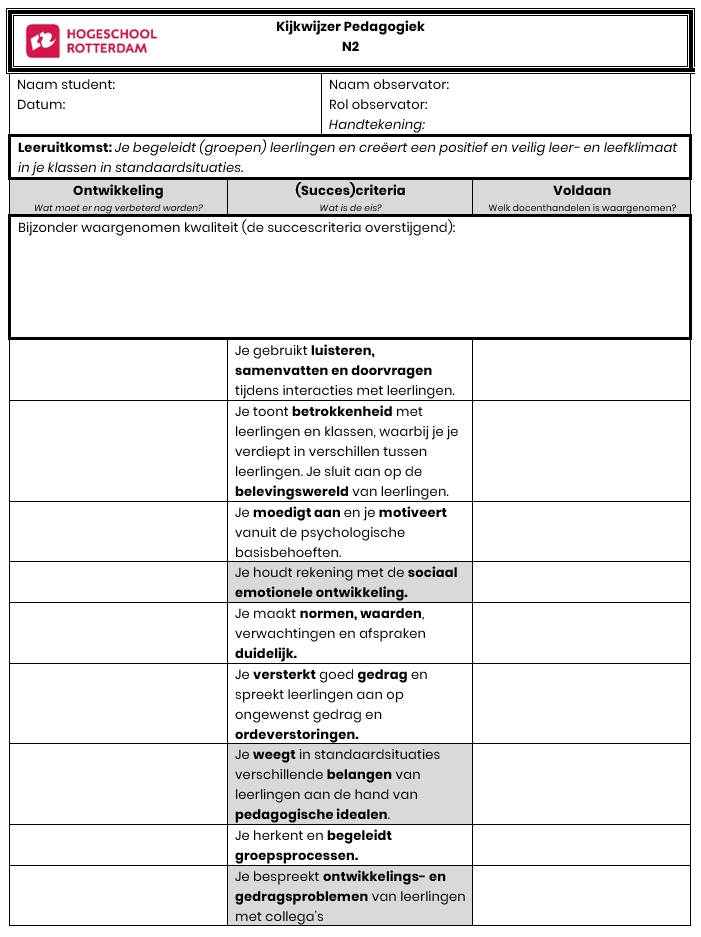 HOGESCHOOL
ROTTERDAM
Kijkwijzer Pedagogiek
N2
Naam student:
Datum:
Naam observator:
Rol observator:
Handtekening:
Leeruitkomst: Je begeleidt (groepen) leerlingen en creëert een positief en veilig leer- en leefklimaat
in je klassen in standaardsituaties.
Ontwikkeling
Wat moet er nog verbeterd worden?
(Succes)criteria
Wat is de eis?
Voldaan
Welk docenthandelen is waargenomen?
Bijzonder waargenomen kwaliteit (de succescriteria overstijgend):
Je gebruikt luisteren,
samenvatten en doorvragen
tijdens interacties met leerlingen.
Je toont betrokkenheid met
leerlingen en klassen, waarbij je je
verdiept in verschillen tussen
leerlingen. Je sluit aan op de
belevingswereld van leerlingen.
Je moedigt aan en je motiveert
vanuit de psychologische
basisbehoeften.
Je houdt rekening met de sociaal
emotionele ontwikkeling.
Je maakt normen, waarden,
verwachtingen en afspraken
duidelijk.
Je versterkt goed gedrag en
spreekt leerlingen aan op
ongewenst gedrag en
ordeverstoringen.
Je weegt in standaardsituaties
verschillende belangen van
leerlingen aan de hand van
pedagogische idealen.
Je herkent en begeleidt
groepsprocessen.
Je bespreekt ontwikkelings- en
gedragsproblemen van leerlingen
met collega's